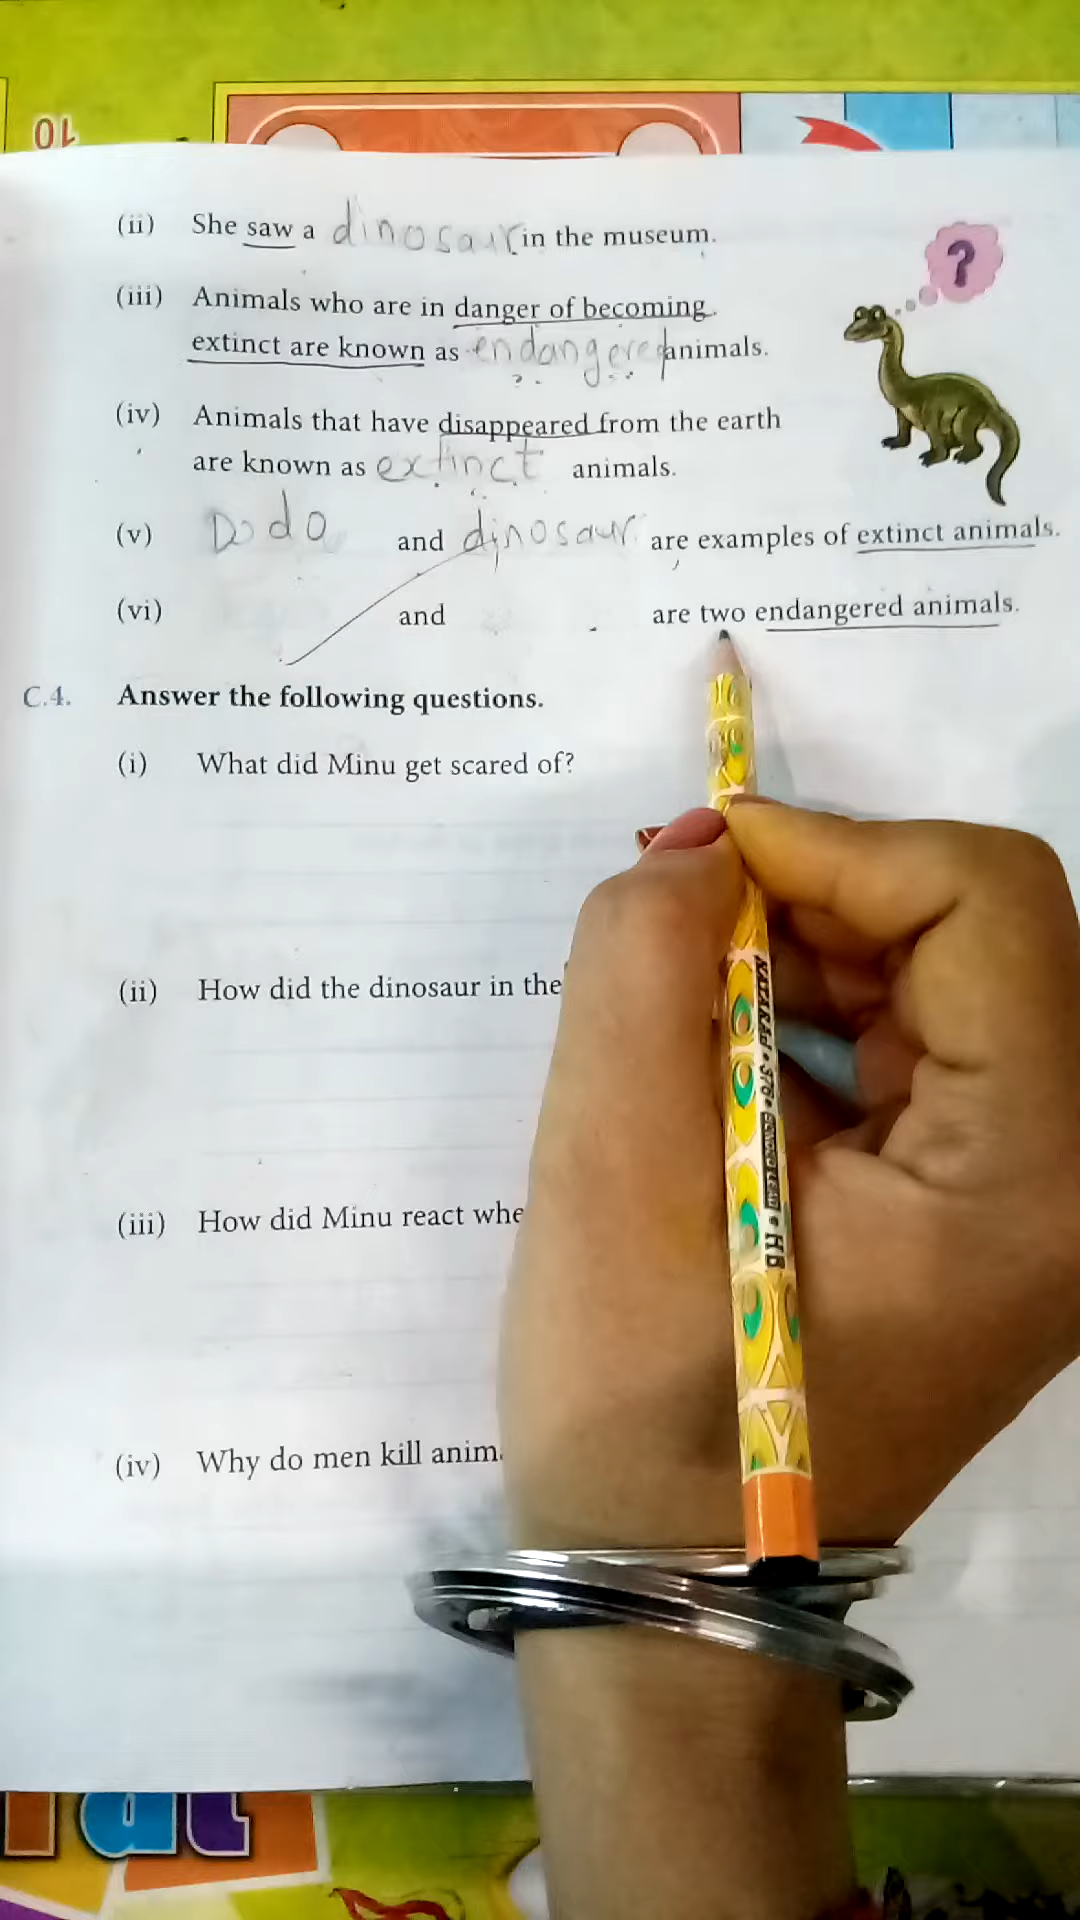 10
(ii) She saw a dinosaur in the museum.
(iii) Animals who are in danger of becoming
extinct are known as endangered animals.
(iv) Animals that have disappeared from the earth
are known as extinct animals.
(v) Dodo and dinosaur are examples of extinct animals.
(vi) and are two endangered animals.
C.4. Answer the following questions.
(i) What did Minu get scared of?
(ii) How did the dinosaur in the
(iii) How did Minu react whe
(iv) Why do men kill anim
NATARAJ • 376 • BONDED LEAD • HB
?